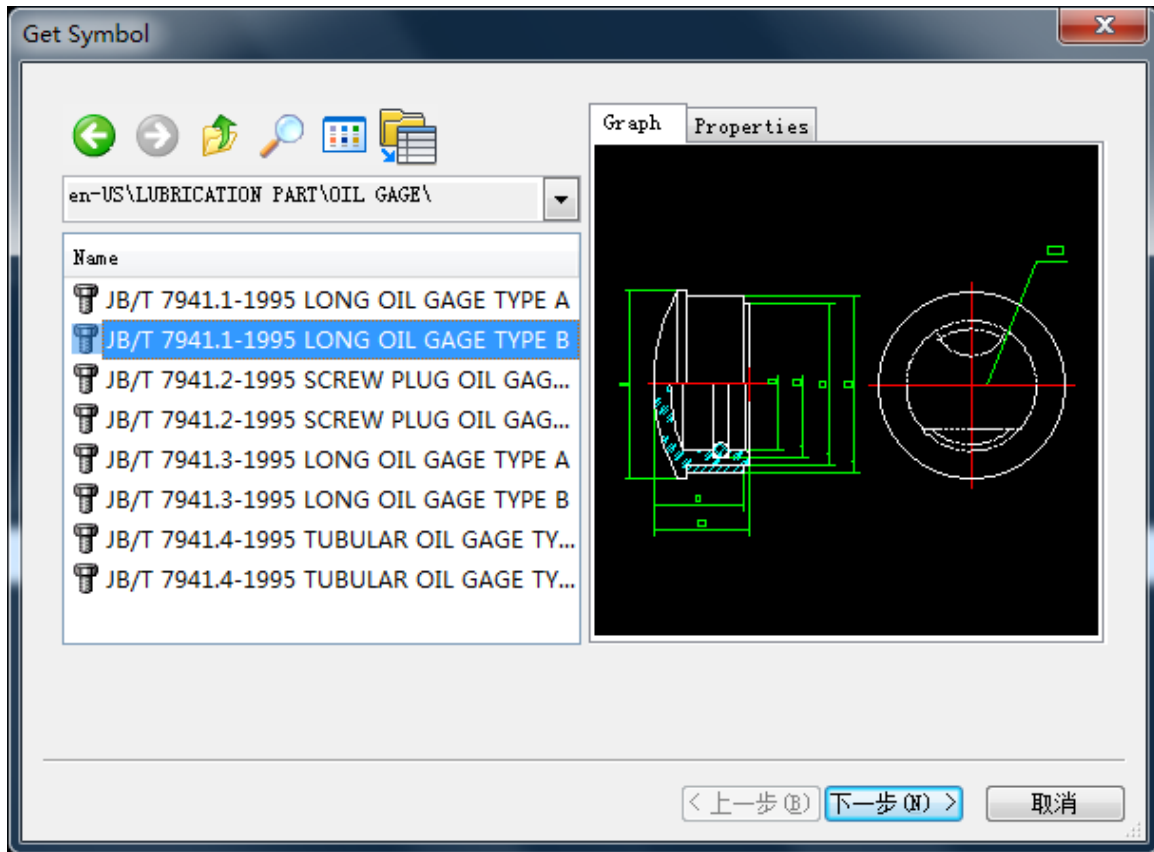 Get Symbol
Graph
Properties
en-US\LUBRICATION PART\OIL GAGE\
Name
JB/T 7941.1-1995 LONG OIL GAGE TYPE A
JB/T 7941.1-1995 LONG OIL GAGE TYPE B
JB/T 7941.2-1995 SCREW PLUG OIL GAG...
JB/T 7941.2-1995 SCREW PLUG OIL GAG...
JB/T 7941.3-1995 LONG OIL GAGE TYPE A
JB/T 7941.3-1995 LONG OIL GAGE TYPE B
JB/T 7941.4-1995 TUBULAR OIL GAGE TY...
JB/T 7941.4-1995 TUBULAR OIL GAGE TY...
< 上一步(B)
下一步(N) >
取消